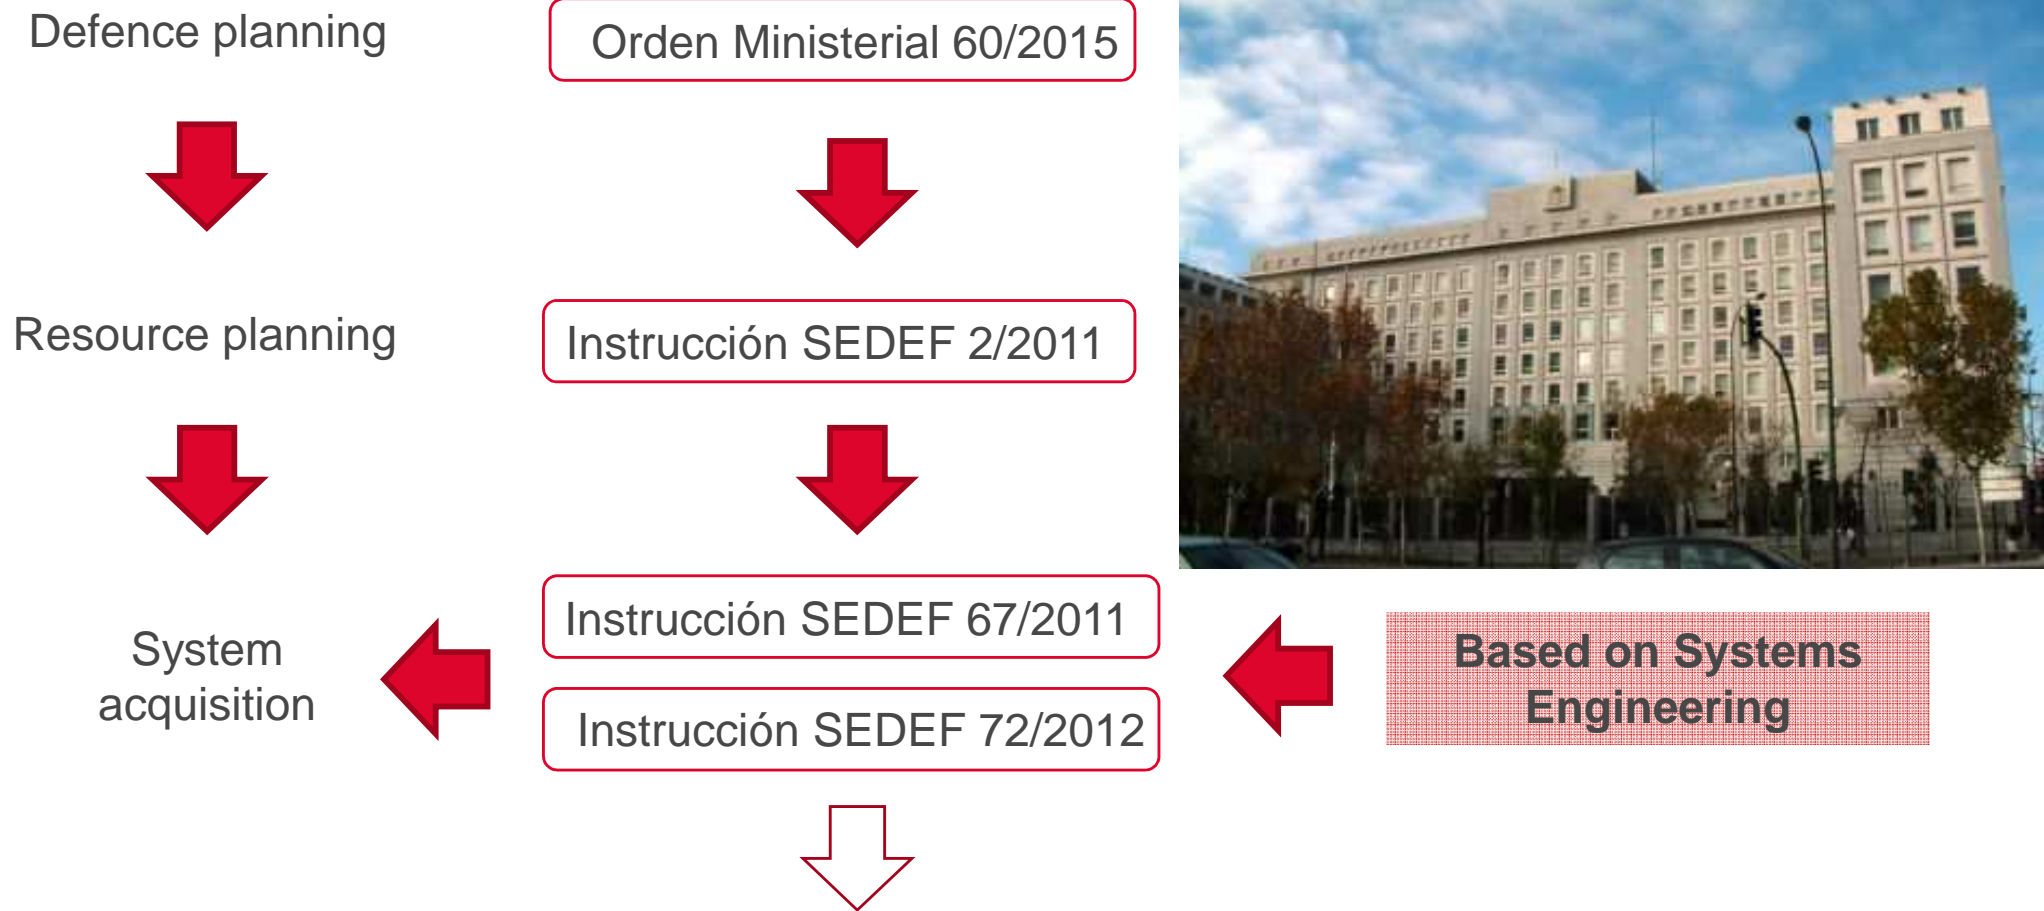 Defence planning
Orden Ministerial 60/2015
Resource planning
Instrucción SEDEF 2/2011
System
acquisition
Instrucción SEDEF 67/2011
Instrucción SEDEF 72/2012
Based on Systems
Engineering